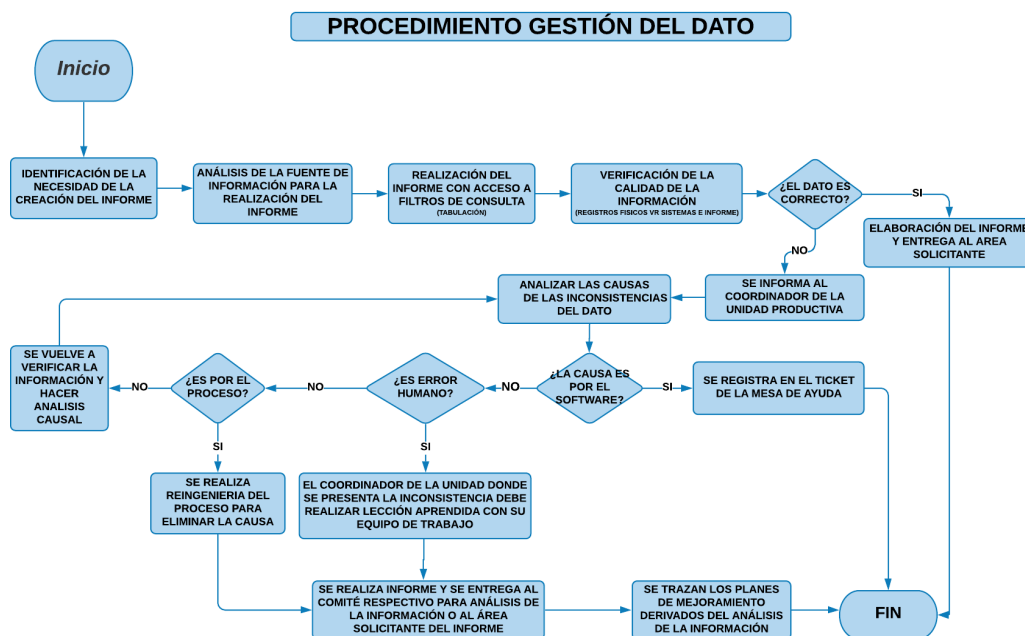 PROCEDIMIENTO GESTIÓN DEL DATO
Inicio
IDENTIFICACIÓN DE LA
NECESIDAD DE LA
CREACIÓN DEL INFORME
ANÁLISIS DE LA FUENTE DE
INFORMACIÓN PARA LA
REALIZACIÓN DEL
INFORME
REALIZACIÓN DEL
INFORME CON ACCESO A
FILTROS DE CONSULTA
(TABULACIÓN)
VERIFICACIÓN DE LA
CALIDAD DE LA
INFORMACIÓN
(REGISTROS FISICOS VR SISTEMAS E INFORME)
¿EL DATO ES
CORRECTO?
SI
ELABORACIÓN DEL INFORME
Y ENTREGA AL AREA
SOLICITANTE
NO
SE INFORMA AL
COORDINADOR DE LA
UNIDAD PRODUCTIVA
ANALIZAR LAS CAUSAS
DE LAS INCONSISTENCIAS
DEL DATO
¿LA CAUSA ES
POR EL
SOFTWARE?
SI
SE REGISTRA EN EL TICKET
DE LA MESA DE AYUDA
NO
¿ES ERROR
HUMANO?
NO
¿ES POR EL
PROCESO?
NO
SE VUELVE A
VERIFICAR LA
INFORMACIÓN Y
HACER
ANALISIS
CAUSAL
SI
SI
SE REALIZA
REINGENIERIA DEL
PROCESO PARA
ELIMINAR LA CAUSA
EL COORDINADOR DE LA UNIDAD DONDE
SE PRESENTA LA INCONSISTENCIA DEBE
REALIZAR LECCIÓN APRENDIDA CON SU
EQUIPO DE TRABAJO
SE REALIZA INFORME Y SE ENTREGA AL
COMITÉ RESPECTIVO PARA ANÁLISIS DE
LA INFORMACIÓN O AL ÁREA
SOLICITANTE DEL INFORME
SE TRAZAN LOS PLANES
DE MEJORAMIENTO
DERIVADOS DEL ANÁLISIS
DE LA INFORMACIÓN
FIN